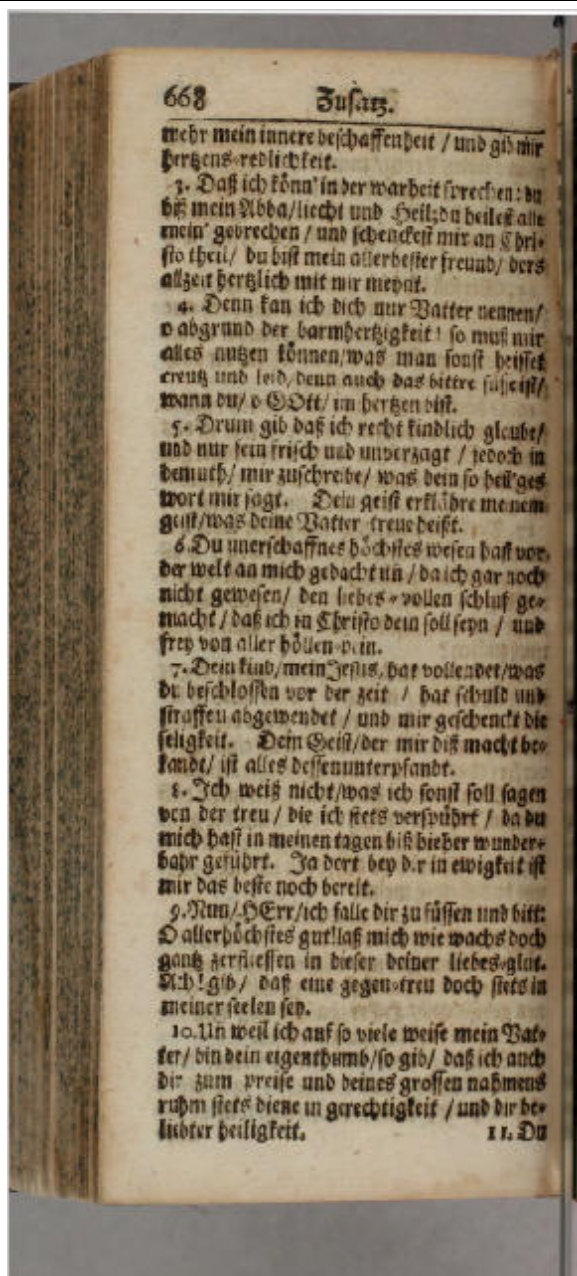 668 Zusatz.
mehr mein innere beschaffenheit / und gib mir
hertzens-redlichkeit.
3. Daß ich könn' in der warheit sprechen: du
biß mein Abba/liecht und Heil; du heilest alle
mein' gebrechen / und schenckest mir an Chri-
sto theil/ du bist mein allerbester freund/ ders
allzeit hertzlich mit mir meynt.
4. Denn kan ich dich nur Vatter nennen/
o abgrund der barmhertzigkeit! so muß mir
alles nutzen können/was man sonst heisset
creutz und leid, denn auch das bittre süsse ist/
wann du/ o GOtt/ im hertzen bist.
5. Drum gib daß ich recht kindlich glaube/
und nur fein frisch und unverzagt / jedoch in
demuth/ mir zuschreibe/ was dein so heil'ges
wort mir sagt. Dein geist erklähre meinem
geist/was deine Vatter-treue heißt.
6. Du unerschaffnes höchstes wesen hast vor
der welt an mich gedacht un / da ich gar noch
nicht gewesen/ den liebes-vollen schluß ge-
macht / daß ich in Christo dein soll seyn / und
frey von aller höllen-pein.
7. Dein kind/mein Jesus, hat vollendet/was
du beschlossen vor der zeit / hat schuld und
straffen abgewendet / und mir geschenckt die
seligkeit. Dein Geist/der mir diß macht be-
kandt/ ist alles dessen unterpfandt.
8. Jch weiß nicht/was ich sonst soll sagen
von der treu / die ich stets verspührt / da du
mich hast in meinen tagen biß hieher wunder-
bahr geführt. Ja dort bey dir in ewigkeit ist
mir das beste noch bereit.
9. Nun/HErr/ich falle dir zu füssen und bitt:
O allerhöchstes gut! laß mich wie wachs doch
gantz zerfliessen in dieser deiner liebes-glut.
Ach! gib/ daß eine gegen-treu doch stets in
meiner seelen sey.
10. Un weil ich auf so viele weise mein Vat-
ter/ bin dein eigenthumb/so gib/ daß ich auch
dir zum preise und deines grossen nahmens
ruhm stets diene in gerechtigkeit / und dir be-
liebter heiligkeit. 11. Du